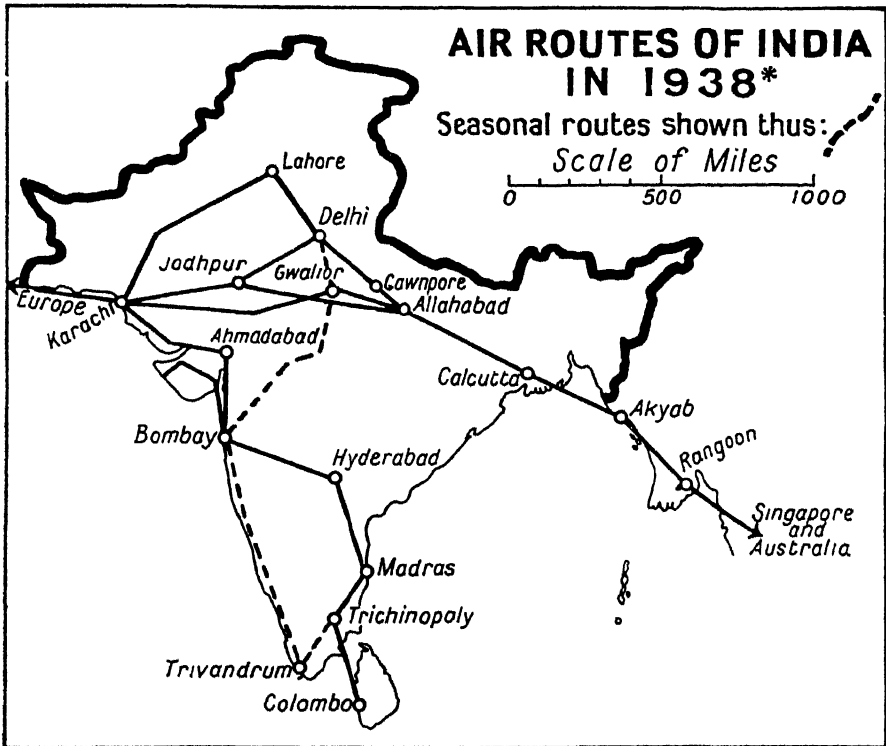 AIR ROUTES OF INDIA
IN 1938*
Seasonal routes shown thus:
Scale of Miles
0 500 1000
Lahore
Delhi
Jodhpur
Gwalior
Cawnpore
Allahabad
Europe
Karachi
Ahmadabad
Calcutta
Akyab
Bombay
Hyderabad
Rangoon
Singapore
and
Australia
Madras
Trichinopoly
Trivandrum
Colombo